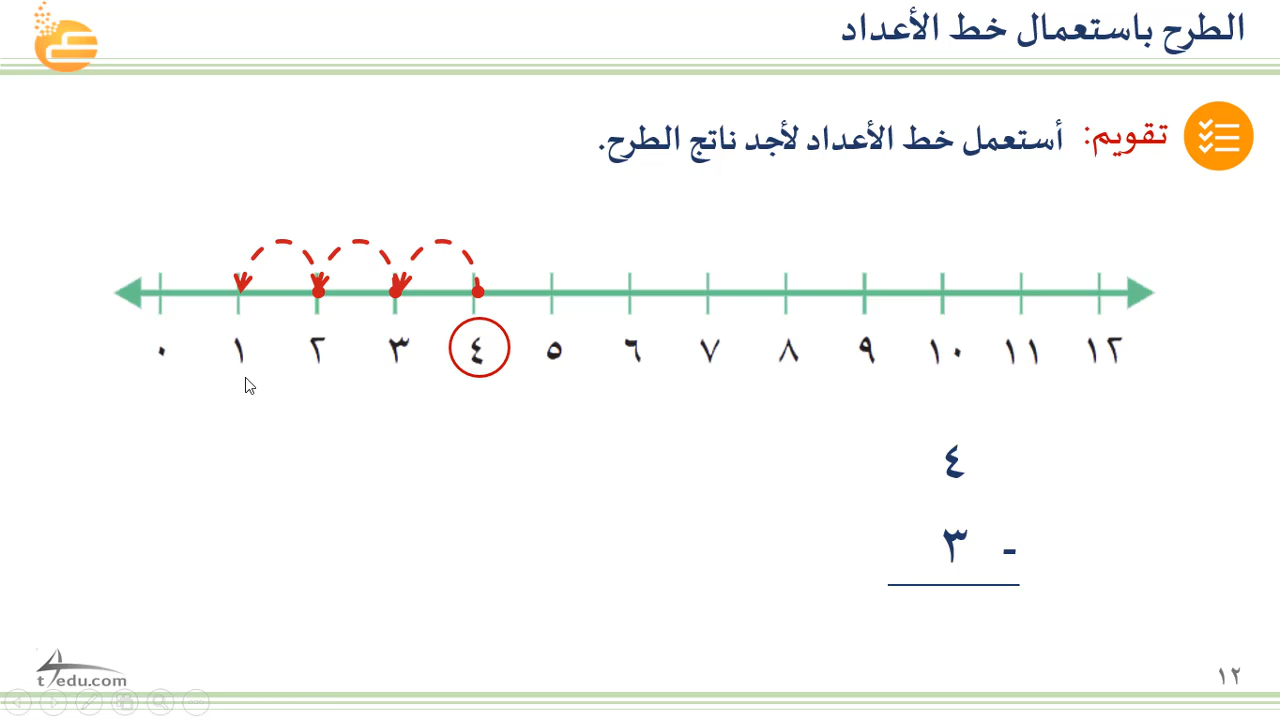 الطرح باستعمال خط الأعداد
تقويم: أستعمل خط الأعداد لأجد ناتج الطرح.
٠ ١ ٢ ٣ ٤ ٥ ٦ ٧ ٨ ٩ ١٠ ١١ ١٢
٤
- ٣
t4edu.com
١٢